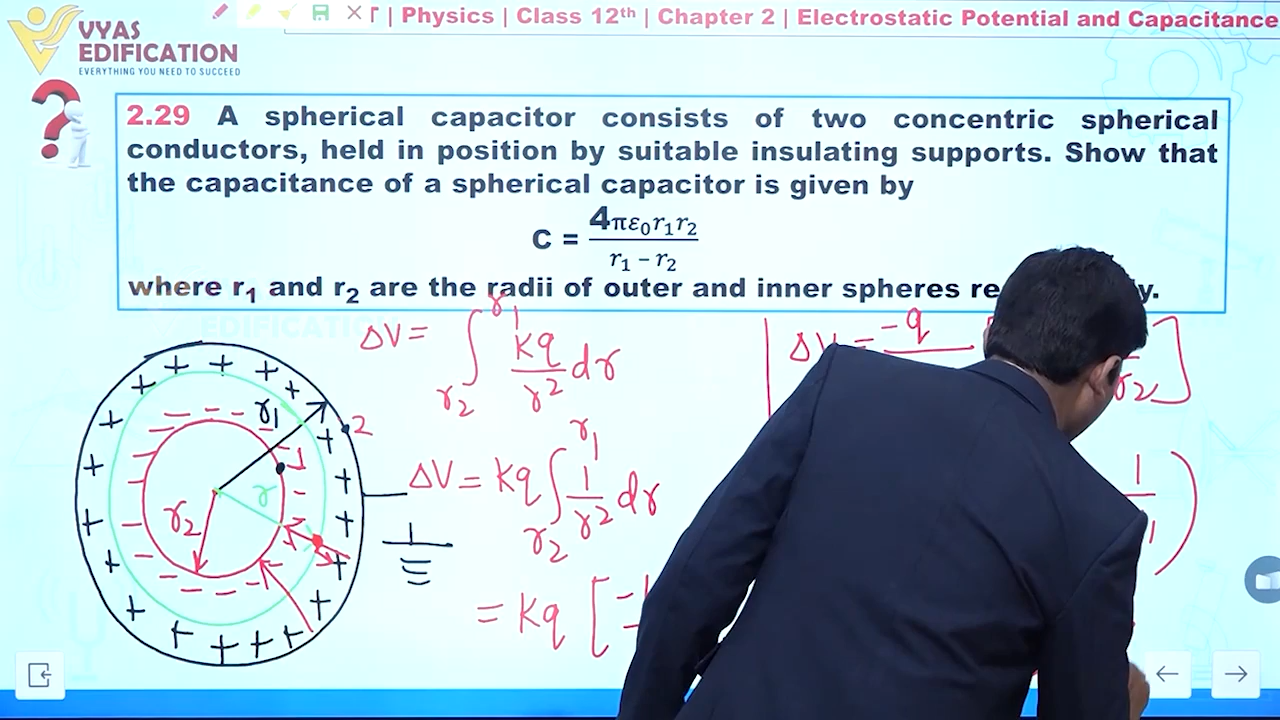 T | Physics | Class 12th | Chapter 2 | Electrostatic Potential and Capacitance
VYAS
EDIFICATION
EVERYTHING YOU NEED TO SUCCEED
2.29 A spherical capacitor consists of two concentric spherical
conductors, held in position by suitable insulating supports. Show that
the capacitance of a spherical capacitor is given by
C = 4πε₀r₁r₂ / r₁ – r₂
where r₁ and r₂ are the radii of outer and inner spheres re y.
EDIFICATION
ΔV = ∫ r₂ r₁ kq/r² dr
ΔV = kq ∫ r₂ r₁ 1/r² dr
= kq [
-q
r₂ ]
1
)
r₁
r
r₂
2